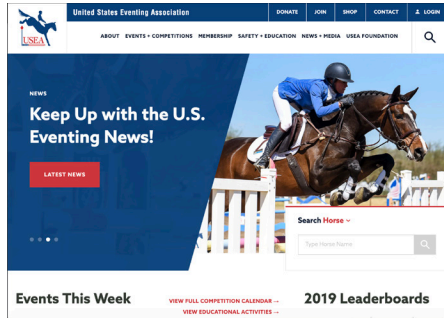 United States Eventing Association
DONATE
JOIN
SHOP
CONTACT
LOGIN
USEA
ABOUT
EVENTS + COMPETITIONS
MEMBERSHIP
SAFETY + EDUCATION
NEWS + MEDIA
USEA FOUNDATION
NEWS
Keep Up with the U.S.
Eventing News!
LATEST NEWS
Search Horse
Type Horse Name
Events This Week
VIEW FULL COMPETITION CALENDAR →
VIEW EDUCATIONAL ACTIVITIES →
2019 Leaderboards